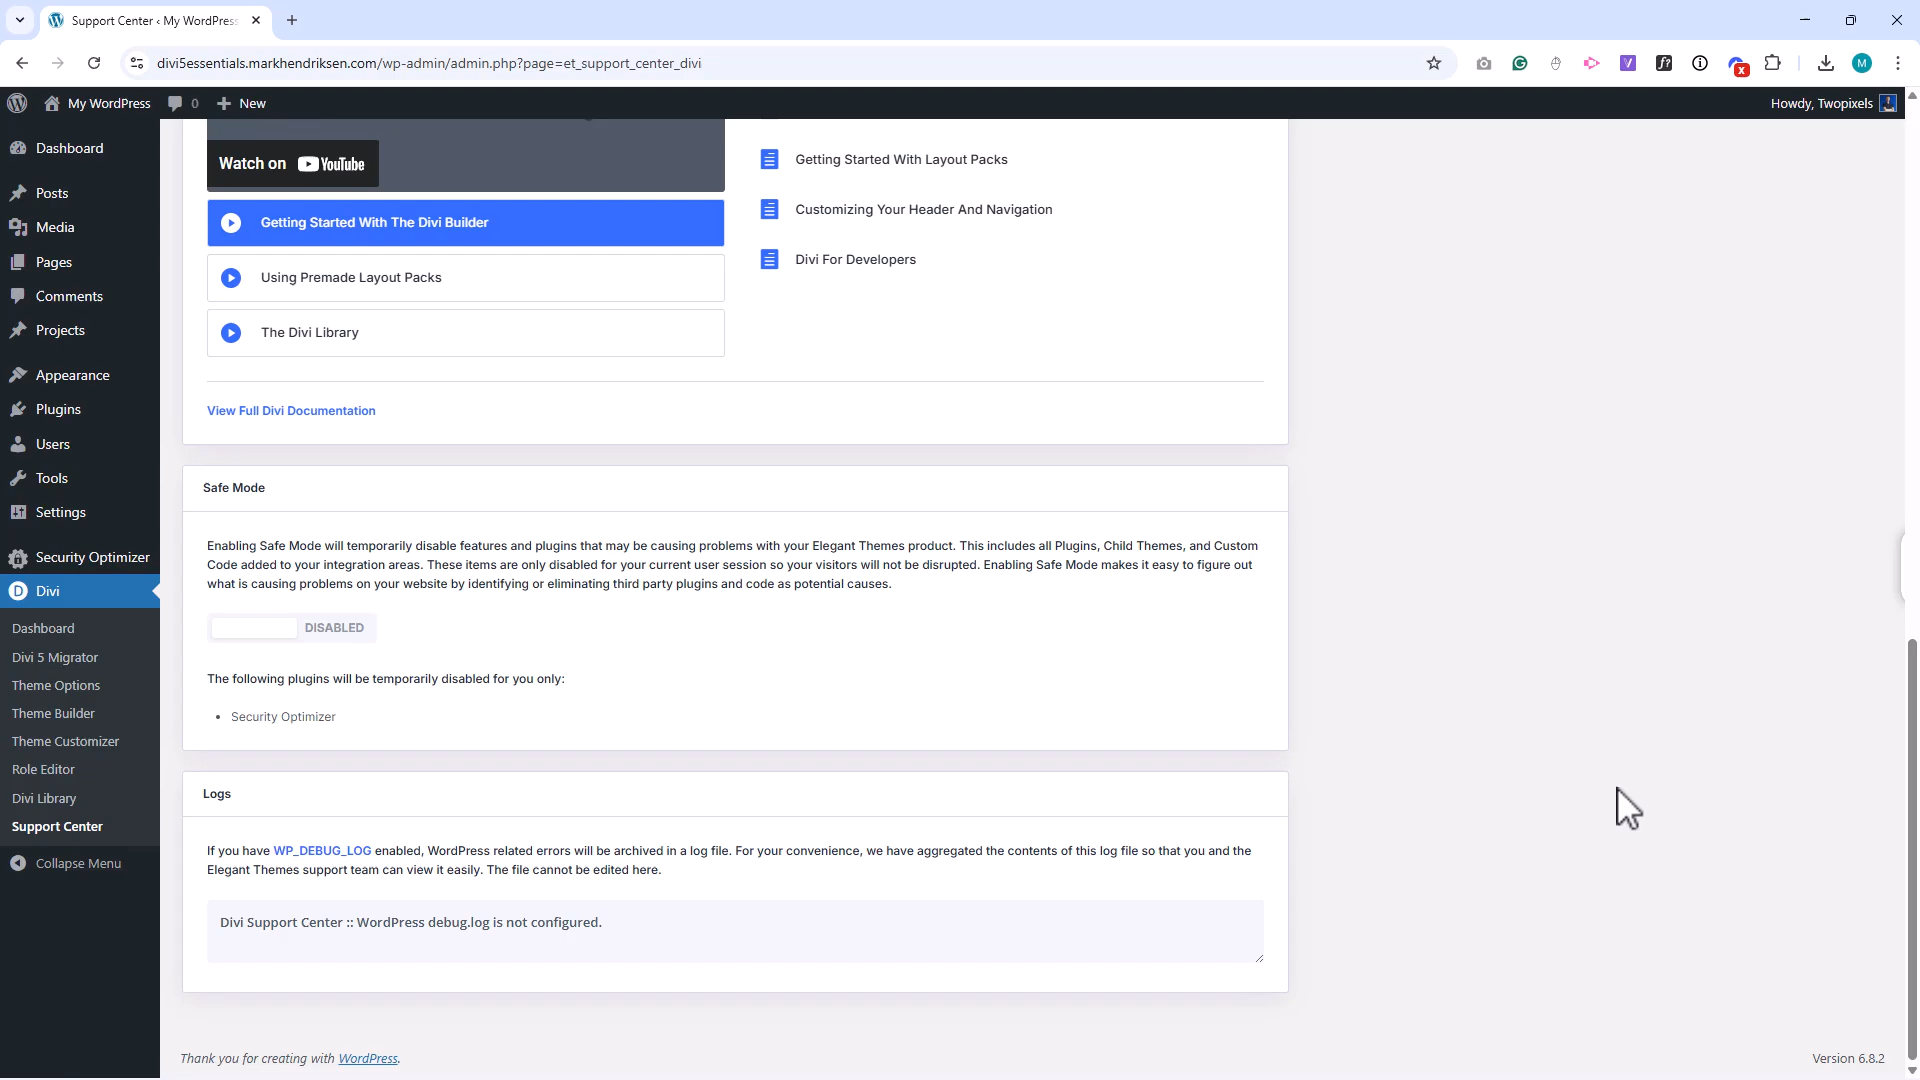 Support Center ‹ My WordPress
divi5essentials.markhendriksen.com/wp-admin/admin.php?page=et_support_center_divi
My WordPress
0
New
Howdy, Twopixels
Dashboard
Posts
Media
Pages
Comments
Projects
Appearance
Plugins
Users
Tools
Settings
Security Optimizer
Divi
Dashboard
Divi 5 Migrator
Theme Options
Theme Builder
Theme Customizer
Role Editor
Divi Library
Support Center
Collapse Menu
Watch on YouTube
Getting Started With The Divi Builder
Using Premade Layout Packs
The Divi Library
Getting Started With Layout Packs
Customizing Your Header And Navigation
Divi For Developers
View Full Divi Documentation
Safe Mode
Enabling Safe Mode will temporarily disable features and plugins that may be causing problems with your Elegant Themes product. This includes all Plugins, Child Themes, and Custom
Code added to your integration areas. These items are only disabled for your current user session so your visitors will not be disrupted. Enabling Safe Mode makes it easy to figure out
what is causing problems on your website by identifying or eliminating third party plugins and code as potential causes.
DISABLED
The following plugins will be temporarily disabled for you only:
• Security Optimizer
Logs
If you have WP_DEBUG_LOG enabled, WordPress related errors will be archived in a log file. For your convenience, we have aggregated the contents of this log file so that you and the
Elegant Themes support team can view it easily. The file cannot be edited here.
Divi Support Center :: WordPress debug.log is not configured.
Thank you for creating with WordPress.
Version 6.8.2